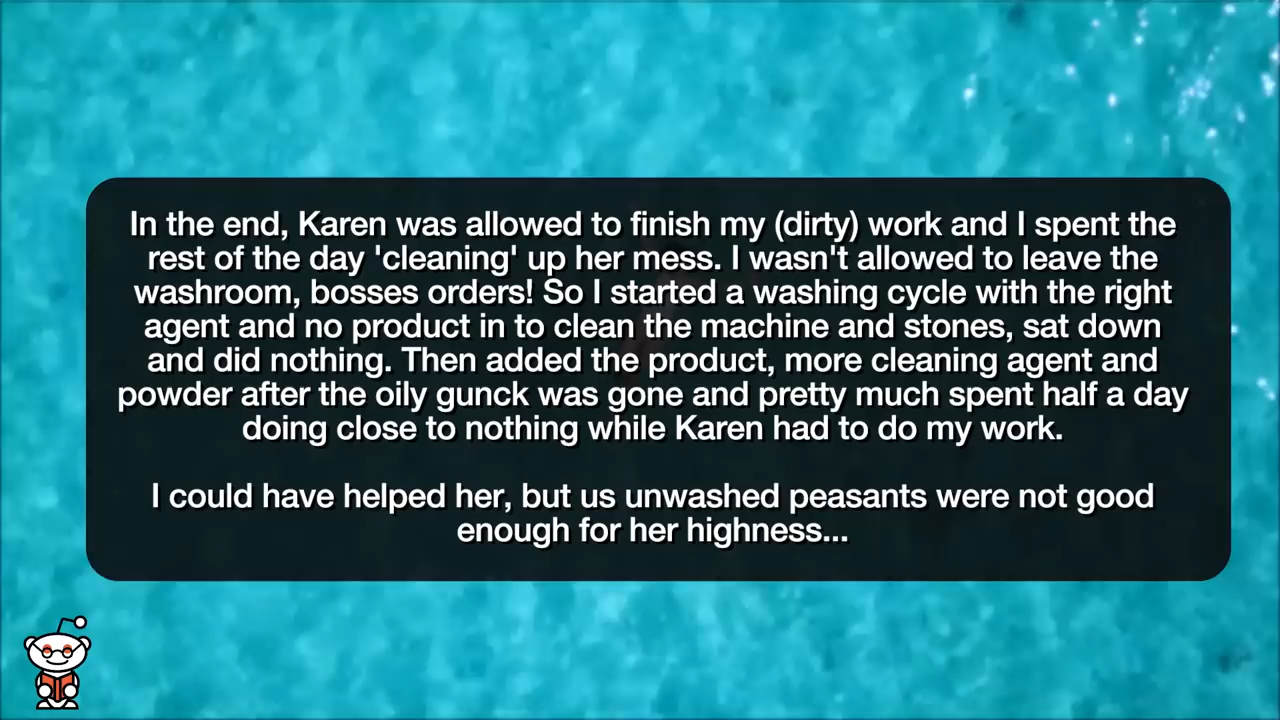 In the end, Karen was allowed to finish my (dirty) work and I spent the
rest of the day 'cleaning' up her mess. I wasn't allowed to leave the
washroom, bosses orders! So I started a washing cycle with the right
agent and no product in to clean the machine and stones, sat down
and did nothing. Then added the product, more cleaning agent and
powder after the oily gunck was gone and pretty much spent half a day
doing close to nothing while Karen had to do my work.
I could have helped her, but us unwashed peasants were not good
enough for her highness...